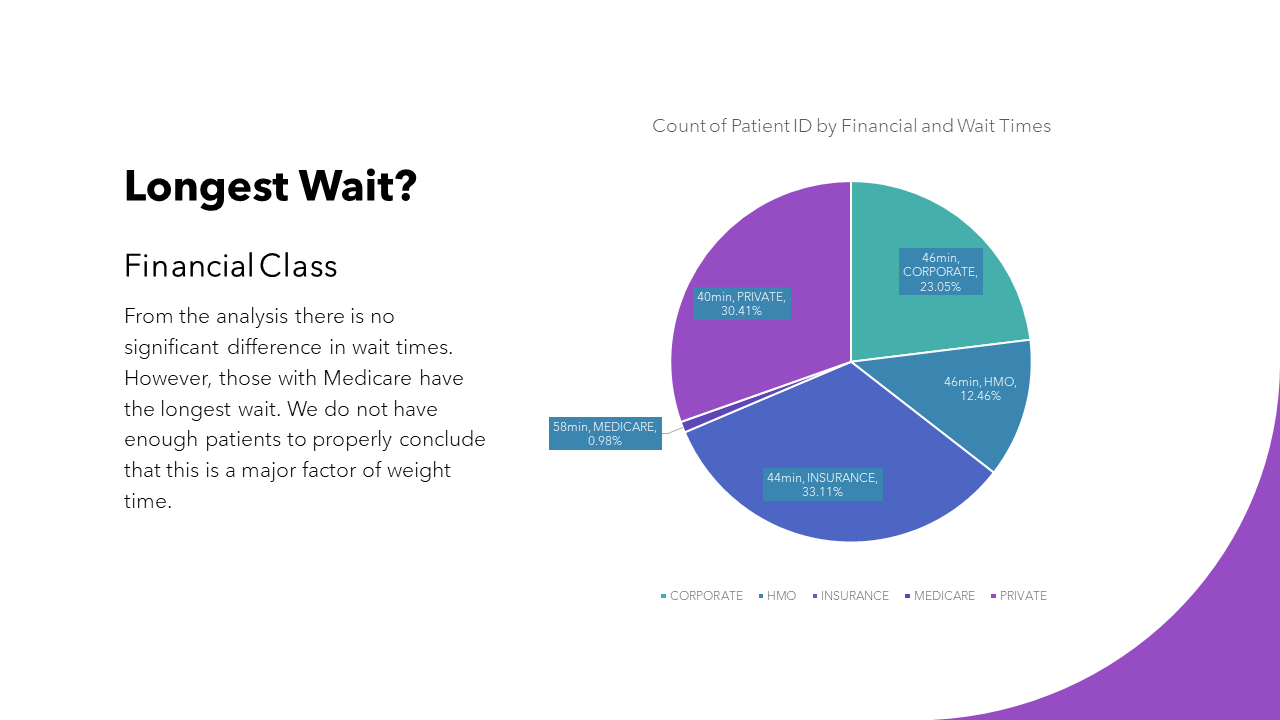 Longest Wait?
Financial Class
From the analysis there is no
significant difference in wait times.
However, those with Medicare have
the longest wait. We do not have
enough patients to properly conclude
that this is a major factor of weight
time.
Count of Patient ID by Financial and Wait Times
46min,
CORPORATE,
23.05%
40min, PRIVATE,
30.41%
46min, HMO,
12.46%
58min, MEDICARE,
0.98%
44min, INSURANCE,
33.11%
CORPORATE HMO INSURANCE MEDICARE PRIVATE